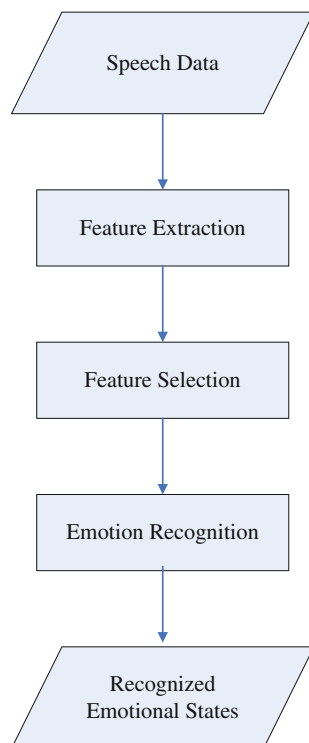 Speech Data
Feature Extraction
Feature Selection
Emotion Recognition
Recognized
Emotional States